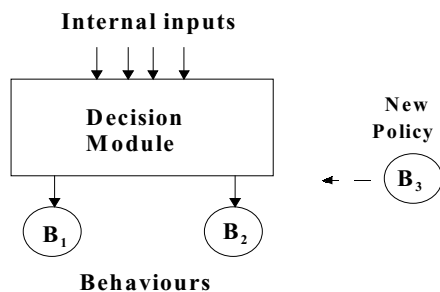 Internal inputs
Decision
Module
New
Policy
B3
B1
B2
Behaviours